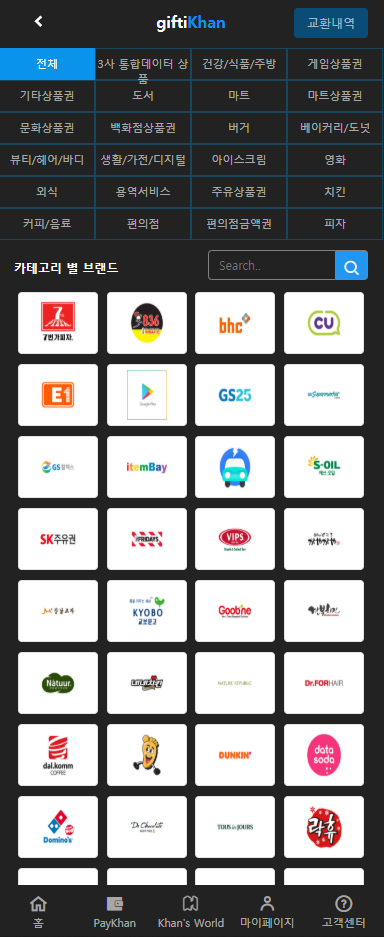 giftiKhan
교환내역
전체
3사 통합데이터 상품
건강/식품/주방
게임상품권
기타상품권
도서
마트
마트상품권
문화상품권
백화점상품권
버거
베이커리/도넛
뷰티/헤어/바디
생활/가전/디지털
아이스크림
영화
외식
용역서비스
주유상품권
치킨
커피/음료
편의점
편의점금액권
피자
카테고리 별 브랜드
Search..
7
7번가피자
836
bhc
CU
E1
Google Play
GS25
GS칼텍스
itemBay
S-OIL
SK주유권
FRIDAYS
VIPS
KYOBO
교보문고
Goobne
Natuur
NATURE REPUBLIC
Dr.FORHAIR
dal.komm
COFFEE
DUNKIN'
data
soda
Domino's
Dr. Chocolate
TOUS les JOURS
홈
PayKhan
Khan's World
마이페이지
고객센터